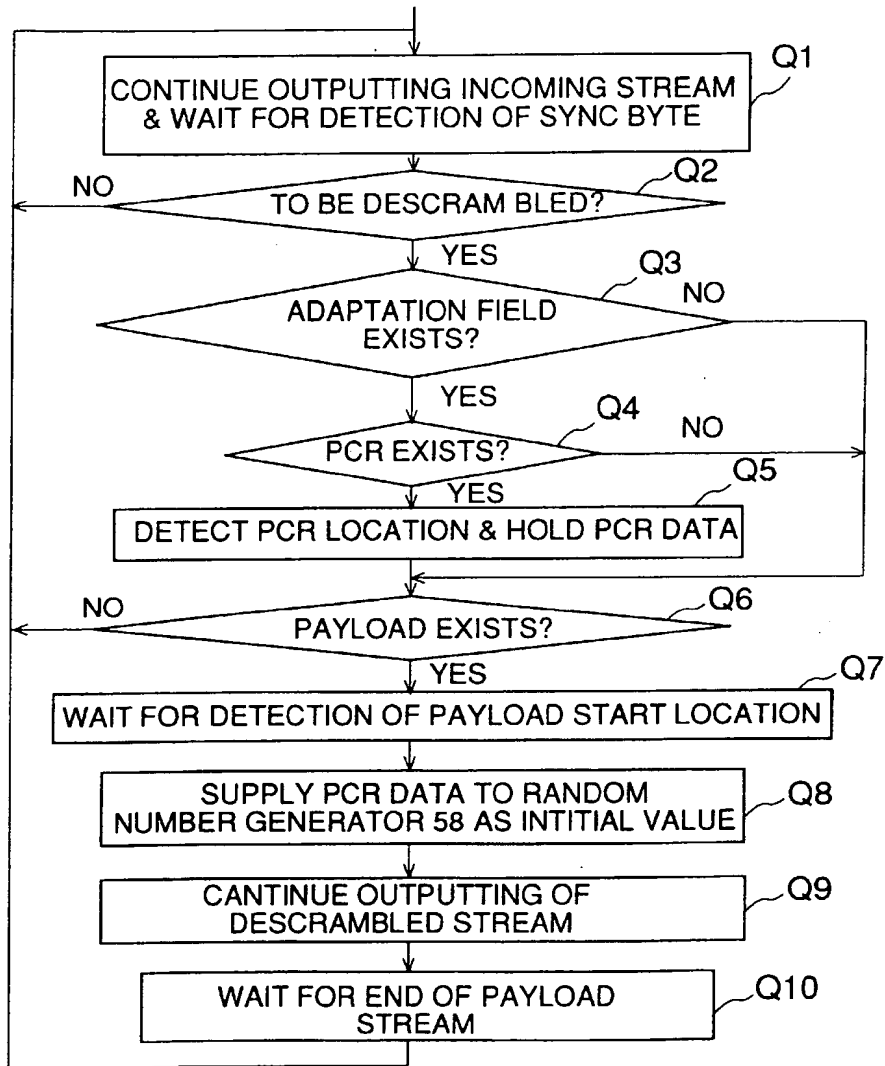 Q1
CONTINUE OUTPUTTING INCOMING STREAM
& WAIT FOR DETECTION OF SYNC BYTE
Q2
NO
TO BE DESCRAM BLED?
YES
Q3
NO
ADAPTATION FIELD
EXISTS?
YES
Q4
NO
PCR EXISTS?
YES
Q5
DETECT PCR LOCATION & HOLD PCR DATA
Q6
NO
PAYLOAD EXISTS?
YES
Q7
WAIT FOR DETECTION OF PAYLOAD START LOCATION
Q8
SUPPLY PCR DATA TO RANDOM
NUMBER GENERATOR 58 AS INTITIAL VALUE
Q9
CANTINUE OUTPUTTING OF
DESCRAMBLED STREAM
Q10
WAIT FOR END OF PAYLOAD
STREAM